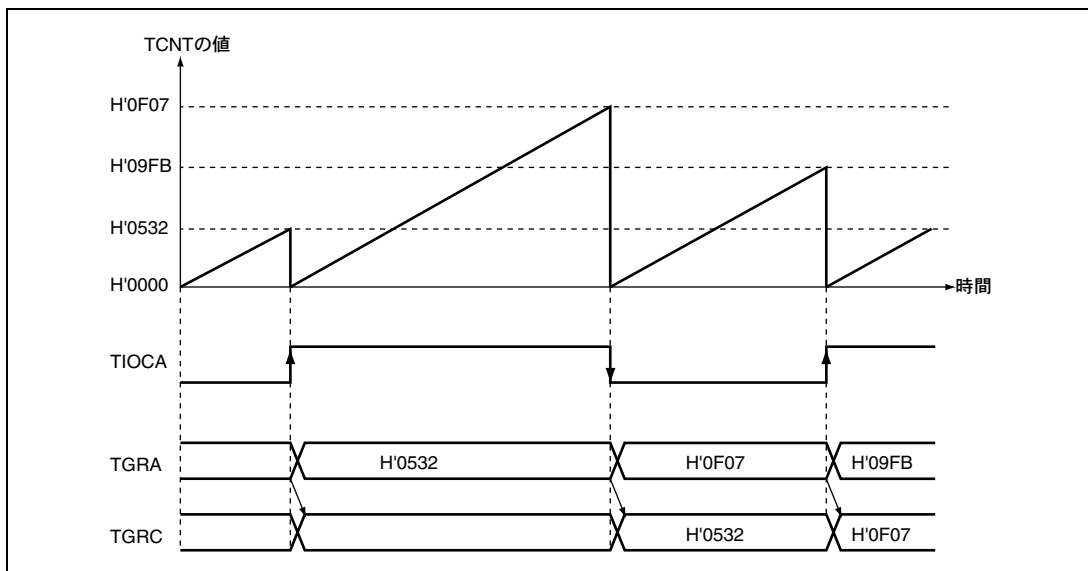 TCNTの値
H'0F07
H'09FB
H'0532
H'0000
時間
TIOCA
TGRA
H'0532
H'0F07
H'09FB
TGRC
H'0532
H'0F07